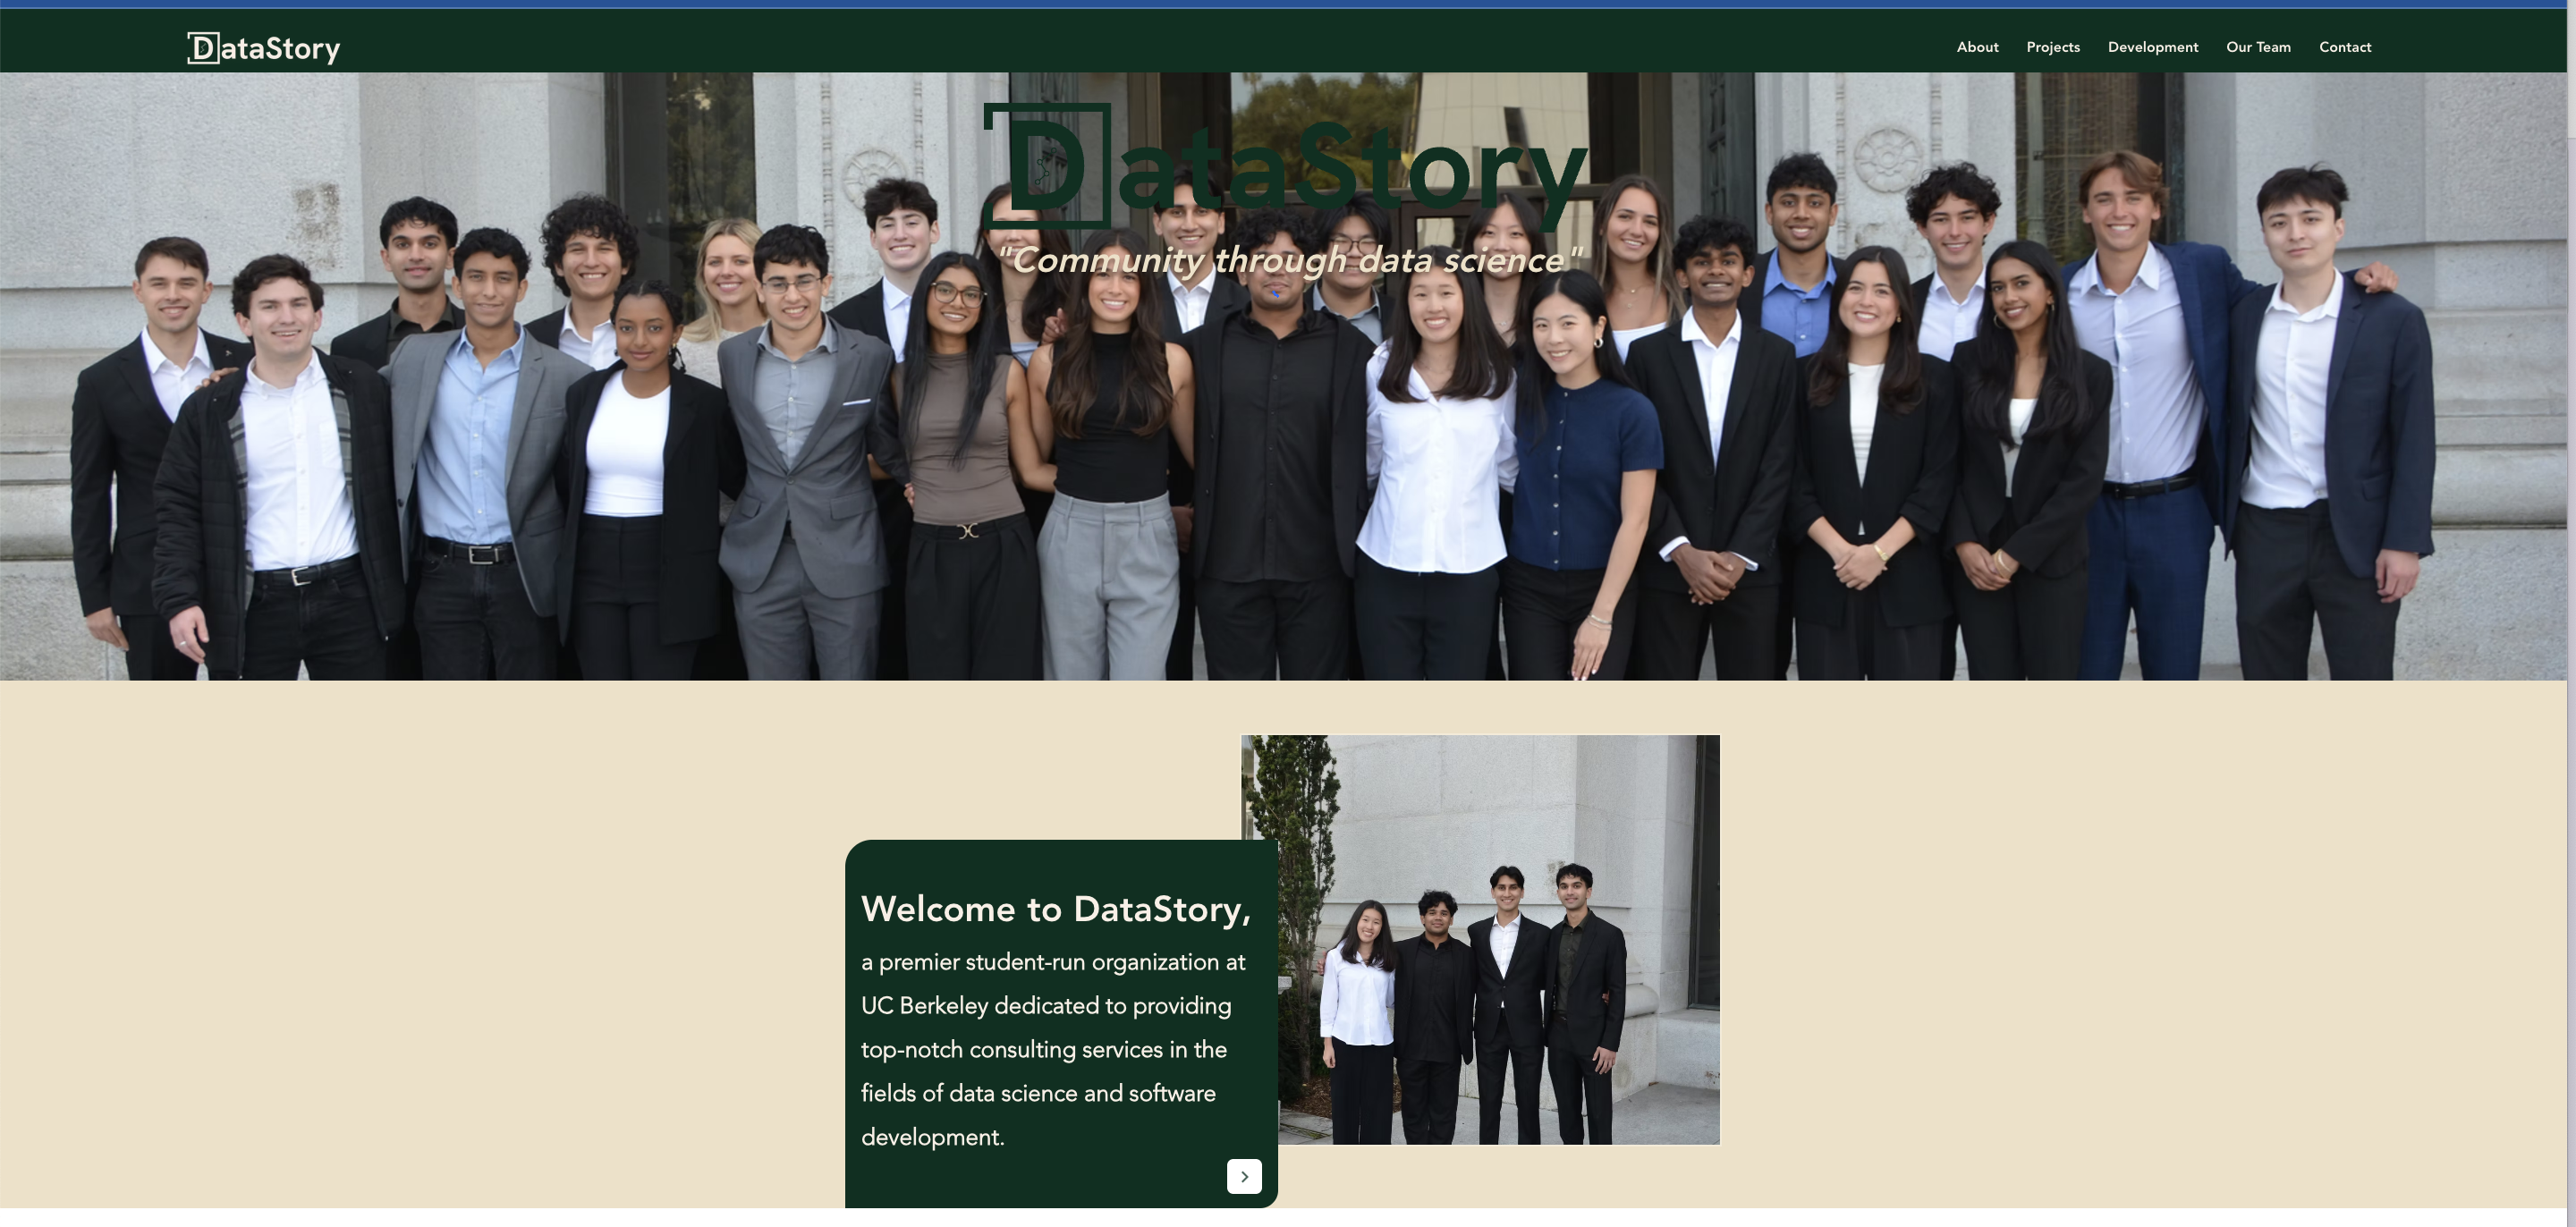 DataStory
About Projects Development Our Team Contact
DataStory
"Community through data science"
Welcome to DataStory,
a premier student-run organization at
UC Berkeley dedicated to providing
top-notch consulting services in the
fields of data science and software
development.